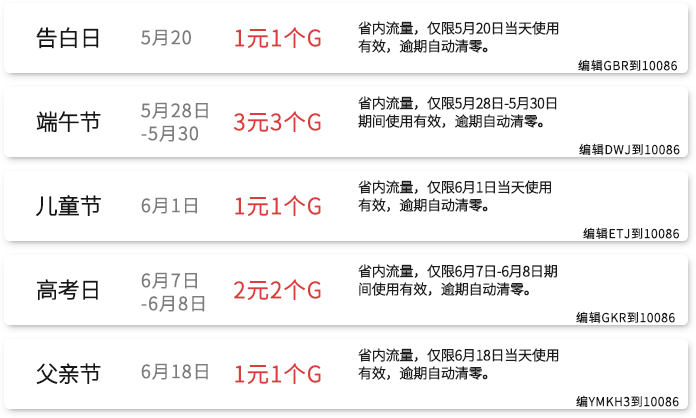 告白日
5月20
1元1个G
省内流量，仅限5月20日当天使用
有效，逾期自动清零。
编辑GBR到10086
端午节
5月28日
-5月30
3元3个G
省内流量，仅限5月28日-5月30日
期间使用有效，逾期自动清零。
编辑DWJ到10086
儿童节
6月1日
1元1个G
省内流量，仅限6月1日当天使用
有效，逾期自动清零。
编辑ETJ到10086
高考日
6月7日
-6月8日
2元2个G
省内流量，仅限6月7日-6月8日期
间使用有效，逾期自动清零。
编辑GKR到10086
父亲节
6月18日
1元1个G
省内流量，仅限6月18日当天使用
有效，逾期自动清零。
编YMKH3到10086